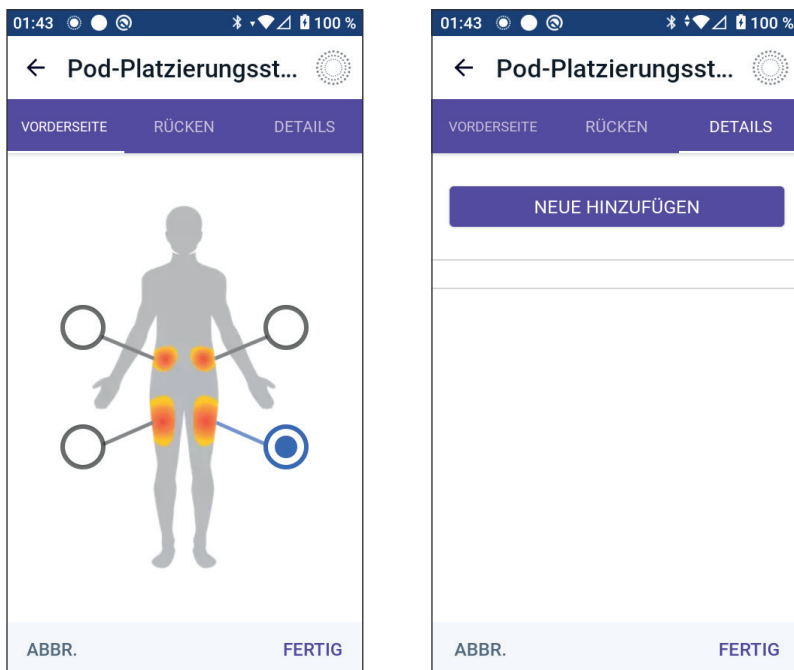 01:43 100 %
Pod-Platzierungsst...
VORDERSEITE RÜCKEN DETAILS
ABBR. FERTIG
01:43 100 %
Pod-Platzierungsst...
VORDERSEITE RÜCKEN DETAILS
NEUE HINZUFÜGEN
ABBR. FERTIG